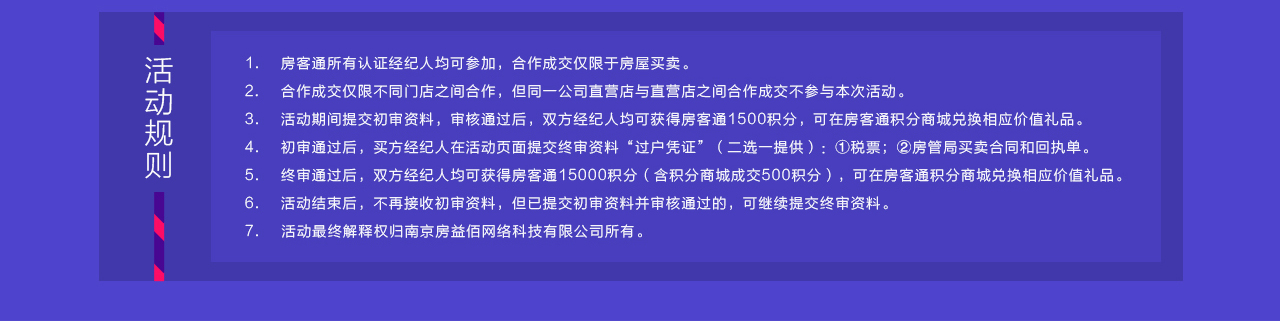 活动规则
1. 房客通所有认证经纪人均可参加，合作成交仅限于房屋买卖。
2. 合作成交仅限不同门店之间合作，但同一公司直营店与直营店之间合作成交不参与本次活动。
3. 活动期间提交初审资料，审核通过后，双方经纪人均可获得房客通1500积分，可在房客通积分商城兑换相应价值礼品。
4. 初审通过后，买方经纪人在活动页面提交终审资料“过户凭证”（二选一提供）：①税票；②房管局买卖合同和回执单。
5. 终审通过后，双方经纪人均可获得房客通15000积分（含积分商城成交500积分），可在房客通积分商城兑换相应价值礼品。
6. 活动结束后，不再接收初审资料，但已提交初审资料并审核通过的，可继续提交终审资料。
7. 活动最终解释权归南京房益佰网络科技有限公司所有。